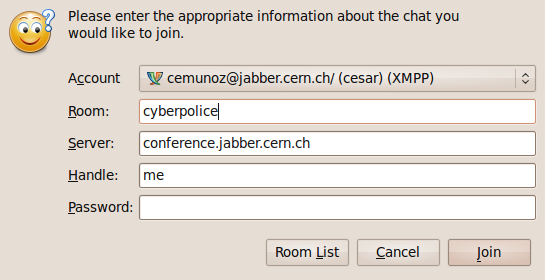 Please enter the appropriate information about the chat you
would like to join.
Account cemunoz@jabber.cern.ch/ (cesar) (XMPP)
Room: cyberpolice
Server: conference.jabber.cern.ch
Handle: me
Password:
Room List Cancel Join